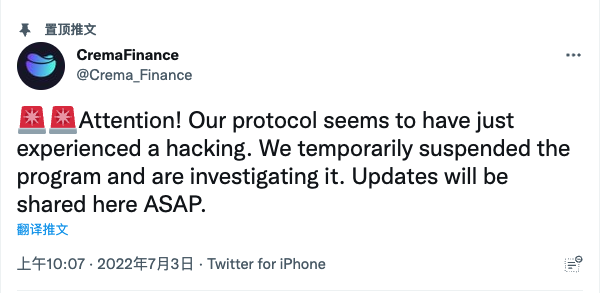 置顶推文
CremaFinance
@Crema_Finance
🚨🚨Attention! Our protocol seems to have just
experienced a hacking. We temporarily suspended the
program and are investigating it. Updates will be
shared here ASAP.
翻译推文
上午10:07 · 2022年7月3日 · Twitter for iPhone